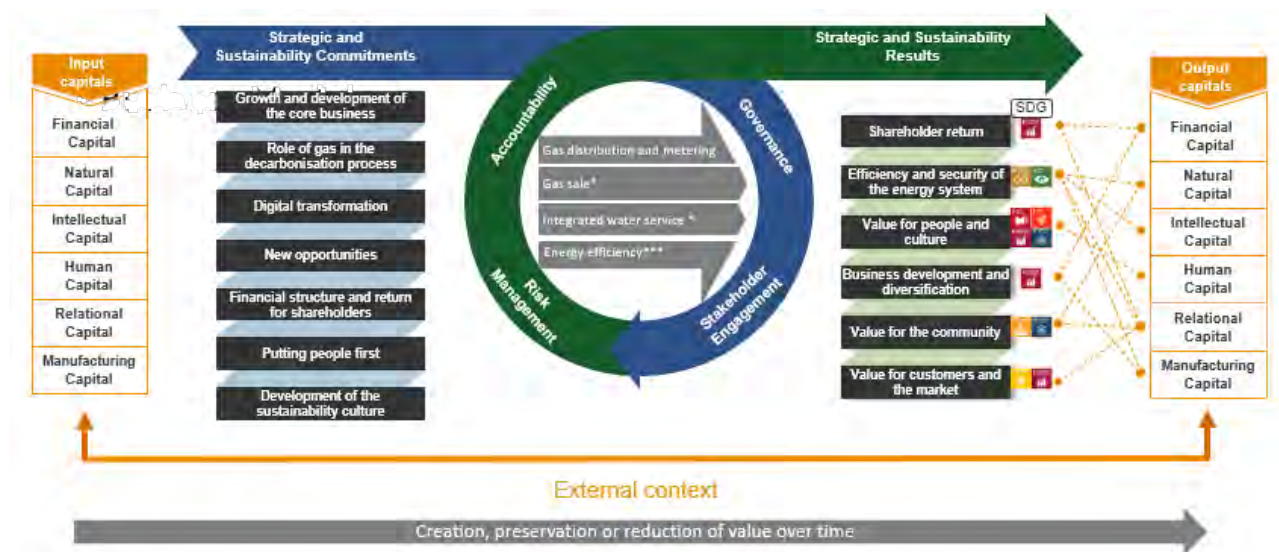 Strategic and
Sustainability Commitments
Strategic and Sustainability
Results
Input
capitals
Financial
Capital
Natural
Capital
Intellectual
Capital
Human
Capital
Relational
Capital
Manufacturing
Capital
Growth and development of
the core business
Role of gas in the
decarbonisation process
Digital transformation
New opportunities
Financial structure and return
for shareholders
Putting people first
Development of the
sustainability culture
Accountability
Governance
Risk
Management
Stakeholder
Engagement
Gas distribution and metering
Gas sale*
Integrated water service
Energy efficiency***
SDG
Shareholder return
Efficiency and security of
the energy system
Value for people and
culture
Business development and
diversification
Value for the community
Value for customers and
the market
Output
capitals
Financial
Capital
Natural
Capital
Intellectual
Capital
Human
Capital
Relational
Capital
Manufacturing
Capital
External context
Creation, preservation or reduction of value over time